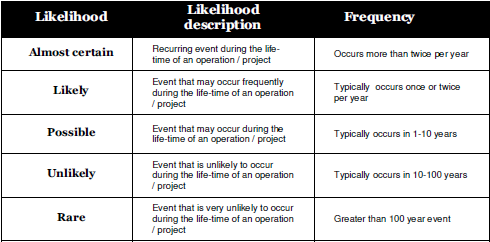 Likelihood
Likelihood
description
Frequency
Almost certain
Recurring event during the life-
time of an operation / project
Occurs more than twice per year
Likely
Event that may occur frequently
during the life-time of an operation
/ project
Typically occurs once or twice
per year
Possible
Event that may occur during the
life-time of an operation / project
Typically occurs in 1-10 years
Unlikely
Event that is unlikely to occur
during the life-time of an operation
/ project
Typically occurs in 10-100 years
Rare
Event that is very unlikely to occur
during the life-time of an operation
/ project
Greater than 100 year event